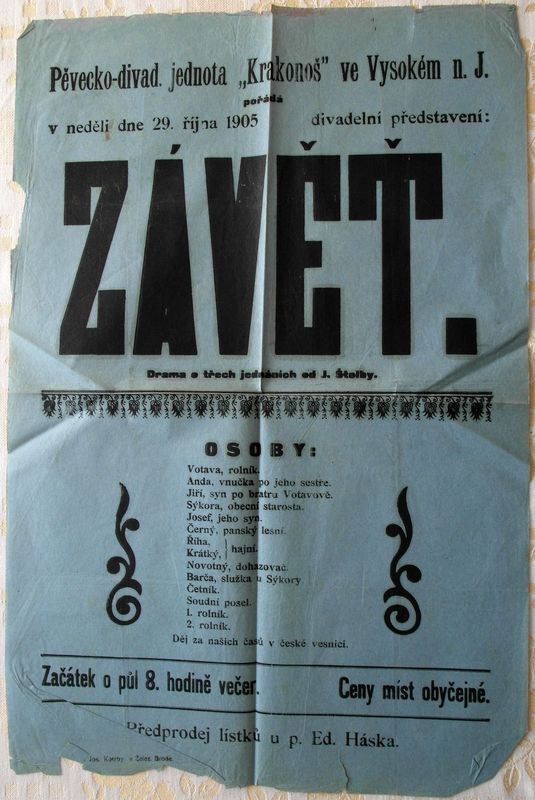 Pěvecko-divad. jednota „Krakonoš" ve Vysokém n. J.
pořádá
v neděli dne 29. října 1905 divadelní představení:
ZÁVĚŤ.
Drama o třech jednáních od J. Štolby.
OSOBY:
Votava, rolník.
Anda, vnučka po jeho sestře.
Jiří, syn po bratru Votavově.
Sýkora, obecní starosta.
Josef, jeho syn.
Černý, panský lesní.
Říha,
Krátký, } hajní.
Novotný, dohazovač.
Barča, služka u Sýkory
Četník.
Soudní posel.
1. rolník.
2. rolník.
Děj za našich časů v české vesnici.
Začátek o půl 8. hodině večer. Ceny míst obyčejné.
Předprodej lístků u p. Ed. Háska.
Jos. v Želez. Brodě.